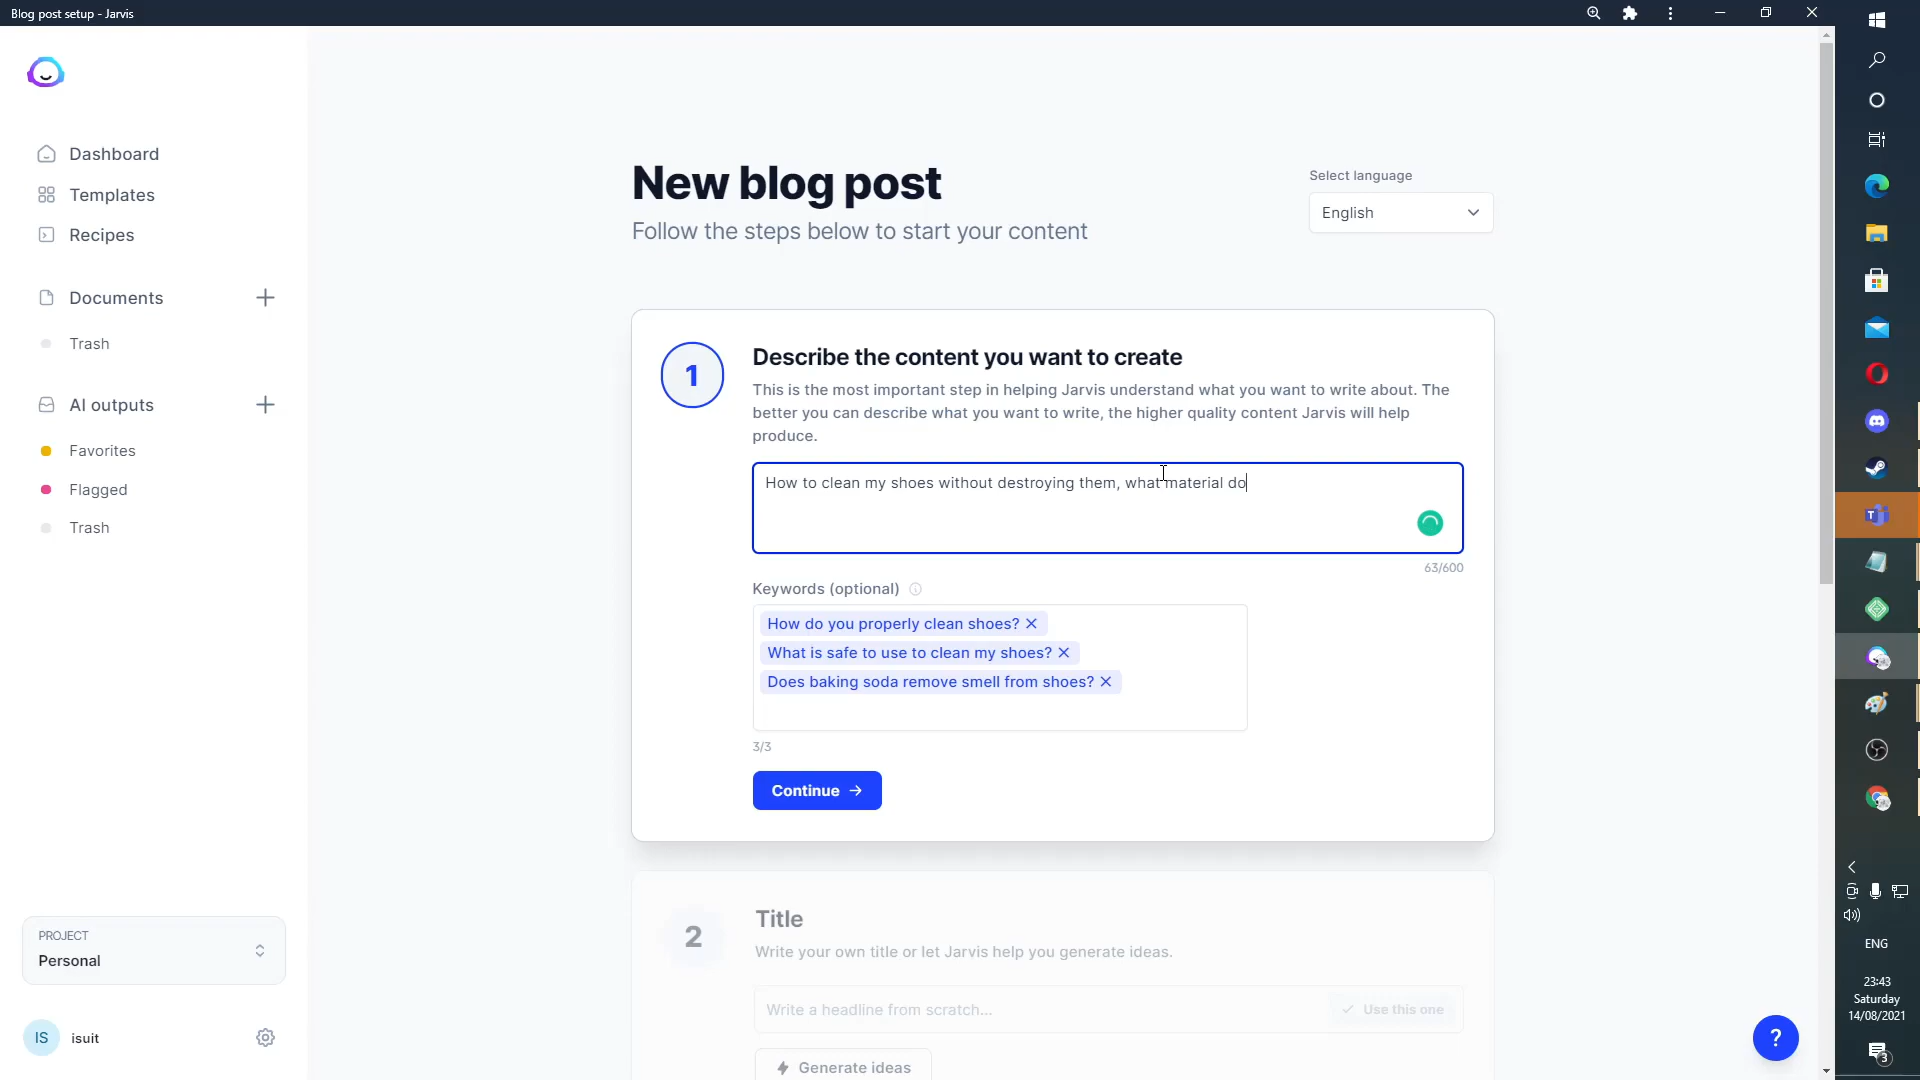 Blog post setup - Jarvis
Dashboard
Templates
Recipes
Documents
Trash
AI outputs
Favorites
Flagged
Trash
PROJECT
Personal
IS
isuit
New blog post
Follow the steps below to start your content
Select language
English
1
Describe the content you want to create
This is the most important step in helping Jarvis understand what you want to write about. The
better you can describe what you want to write, the higher quality content Jarvis will help
produce.
How to clean my shoes without destroying them, what material do
63/600
Keywords (optional)
How do you properly clean shoes?
What is safe to use to clean my shoes?
Does baking soda remove smell from shoes?
3/3
Continue
2
Title
Write your own title or let Jarvis help you generate ideas.
Write a headline from scratch...
Use this one
Generate ideas
?
T
ENG
23:43
Saturday
14/08/2021
3